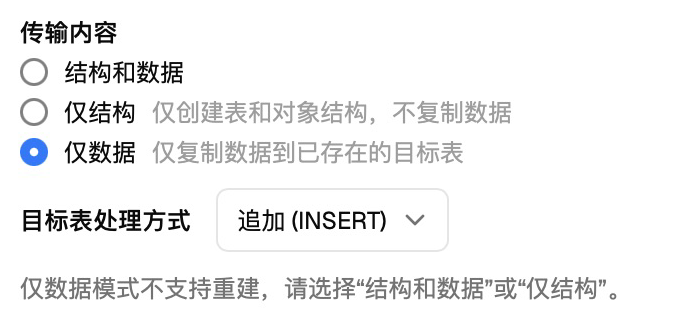 传输内容
结构和数据
仅结构 仅创建表和对象结构，不复制数据
仅数据 仅复制数据到已存在的目标表
目标表处理方式 追加 (INSERT)
仅数据模式不支持重建，请选择“结构和数据”或“仅结构”。